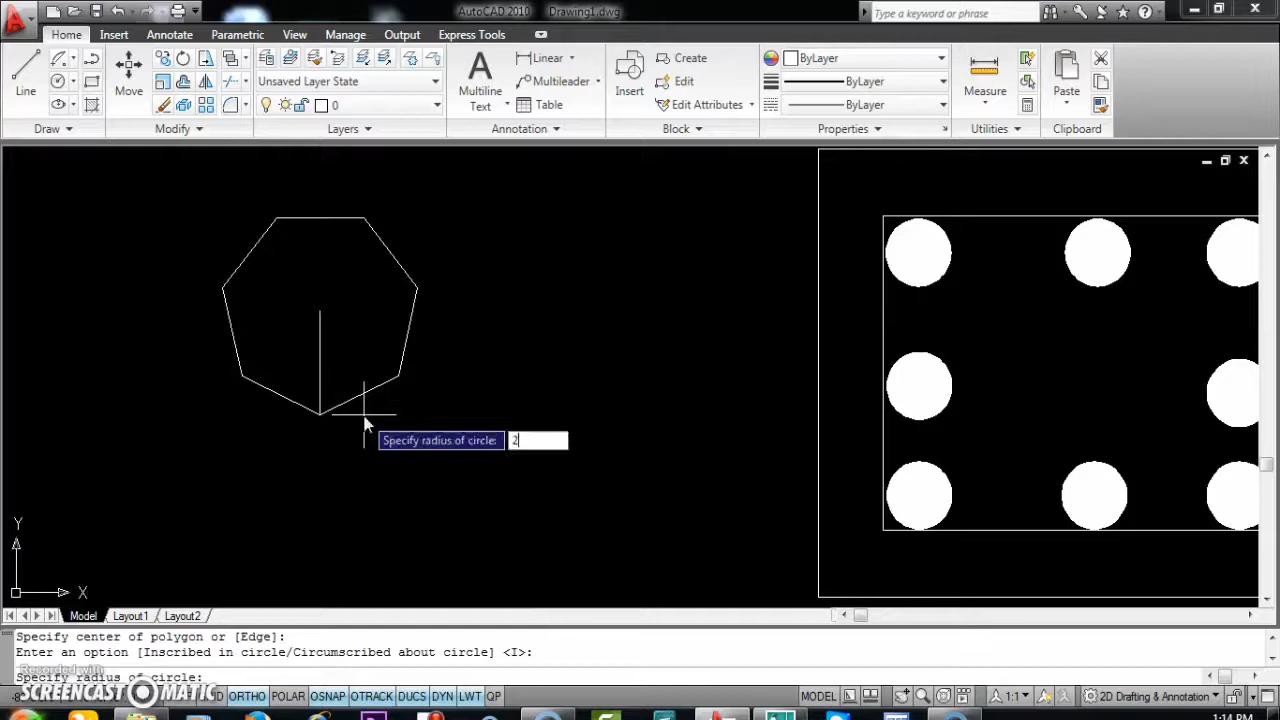 AutoCAD 2010 Drawing1.dwg
Type a keyword or phrase
Home Insert Annotate Parametric View Manage Output Express Tools
Line Move Unsaved Layer State 0 Multiline Text Linear Multileader Table Insert Create Edit Edit Attributes ByLayer ByLayer ByLayer Measure Paste
Draw Modify Layers Annotation Block Properties Utilities Clipboard
Specify radius of circle: 2
Y
X
Model Layout1 Layout2
Specify center of polygon or [Edge]:
Enter an option [Inscribed in circle/Circumscribed about circle] <I>:
Recorded with
Specify radius of circle:
SCREENCAST MATIC
ORTHO POLAR OSNAP OTRACK DUCS DYN LWT QP MODEL 1:1 2D Drafting & Annotation
1:14 PM